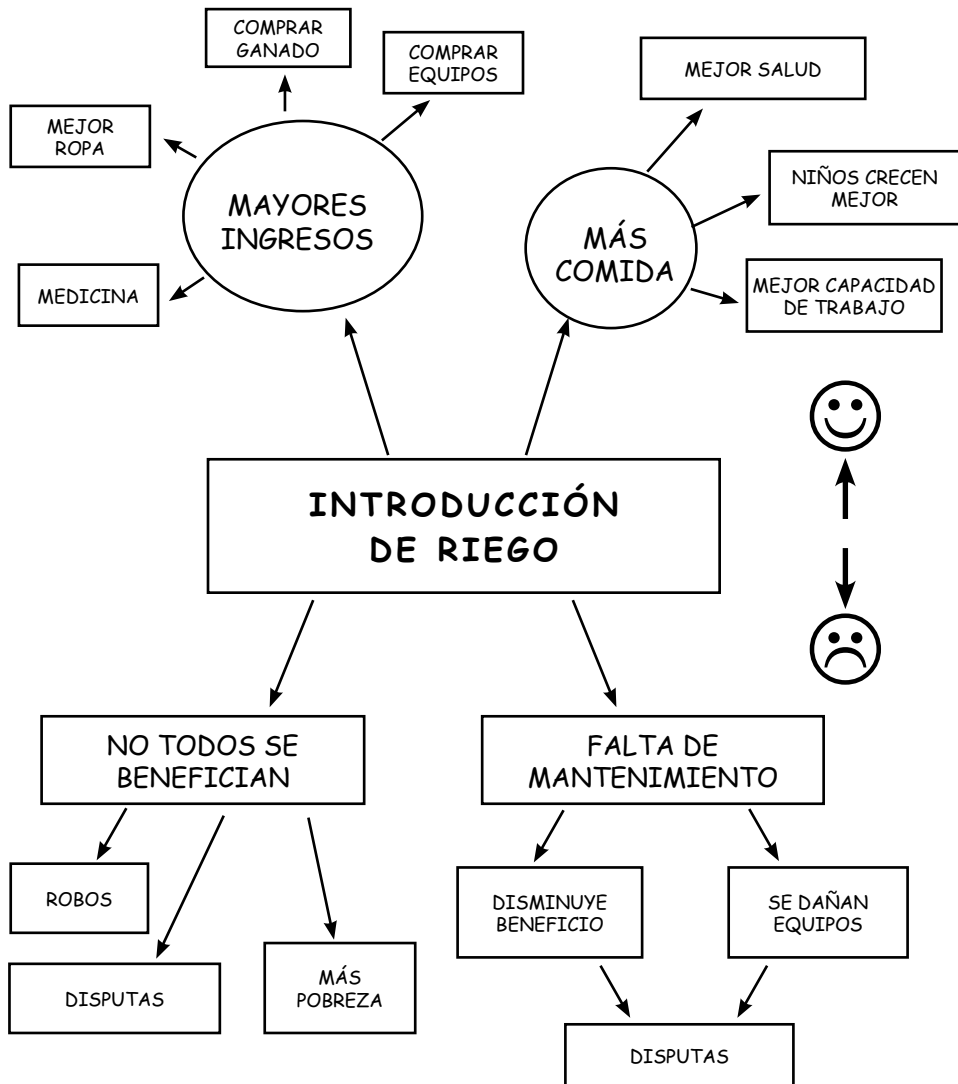 COMPRAR
GANADO
COMPRAR
EQUIPOS
MEJOR SALUD
MEJOR
ROPA
NIÑOS CRECEN
MEJOR
MAYORES
INGRESOS
MÁS
COMIDA
MEDICINA
MEJOR CAPACIDAD
DE TRABAJO
INTRODUCCIÓN
DE RIEGO
NO TODOS SE
BENEFICIAN
FALTA DE
MANTENIMIENTO
ROBOS
DISMINUYE
BENEFICIO
SE DAÑAN
EQUIPOS
DISPUTAS
MÁS
POBREZA
DISPUTAS